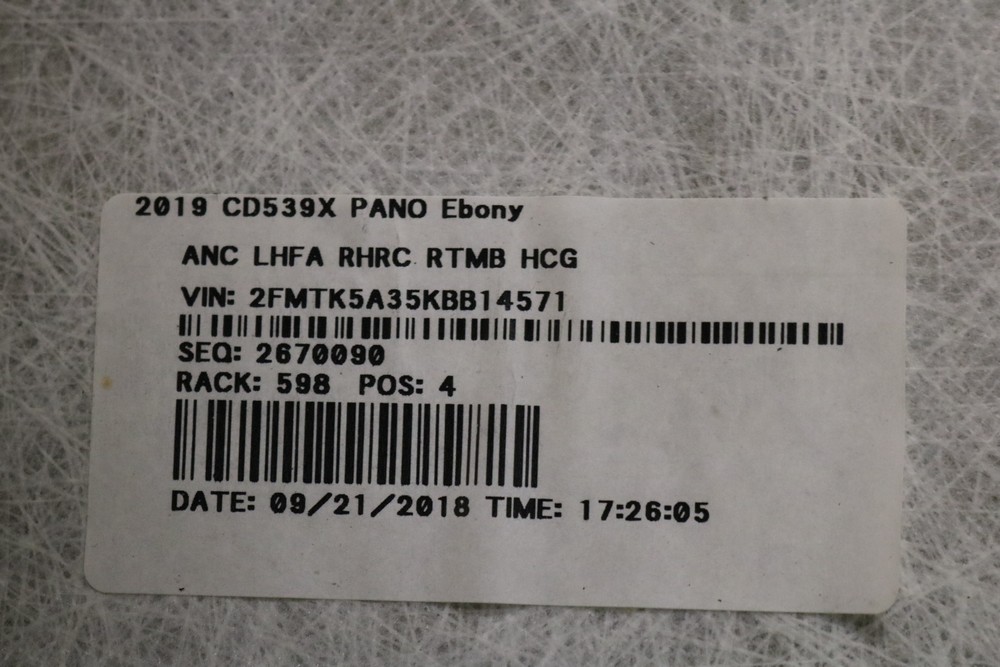 2019 CD539X PANO Ebony
ANC LHFA RHRC RTMB HCG
VIN: 2FMTK5A35KBB14571
SEQ: 2670090
RACK: 598 POS: 4
DATE: 09/21/2018 TIME: 17:26:05